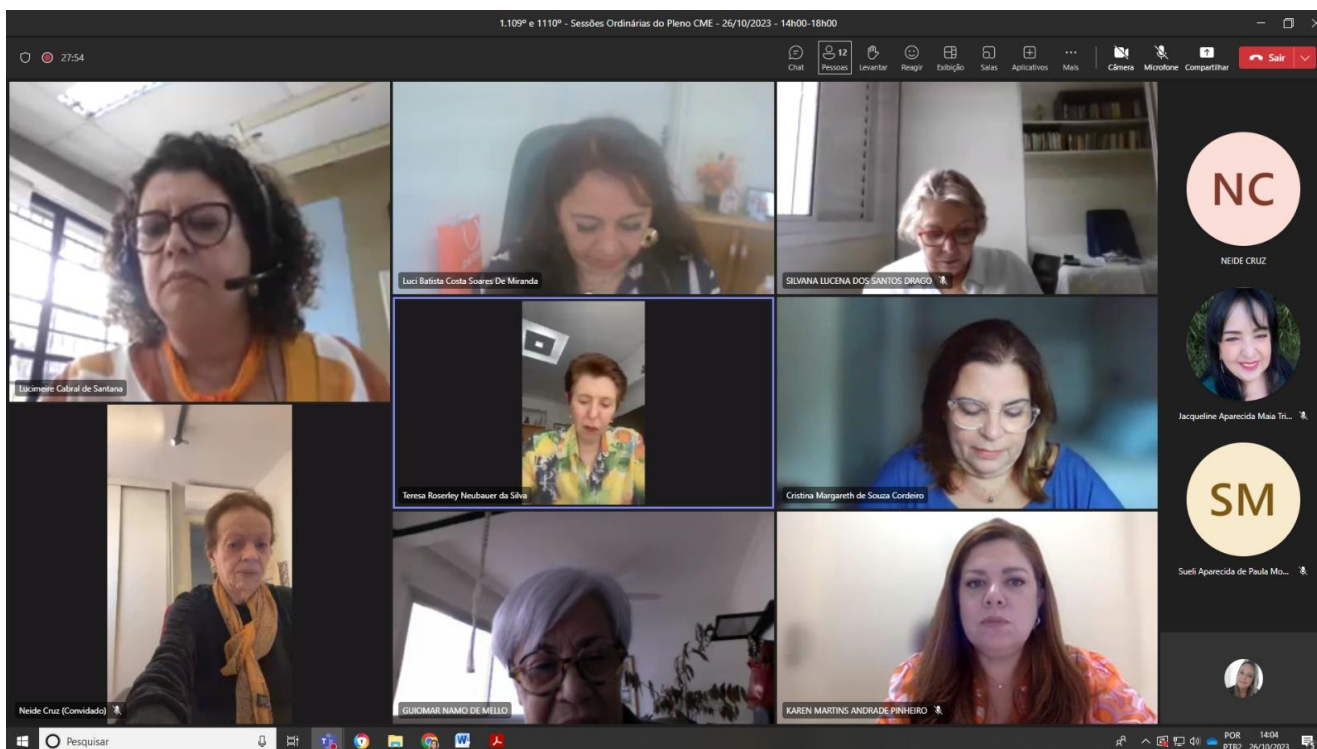 1.109º e 1110º - Sessões Ordinárias do Pleno CME - 26/10/2023 - 14h00-18h00
27:54
12
Chat Pessoas Levantar Reagir Exibição Salas Aplicativos Mais Câmera Microfone Compartilhar Sair
Lucimeire Cabral de Santana
Luci Batista Costa Soares De Miranda
SILVANA LUCENA DOS SANTOS DRAGO
NC
NEIDE CRUZ
Teresa Roserley Neubauer da Silva
Cristina Margareth de Souza Cordeiro
Jacqueline Aparecida Maia Tri...
SM
Sueli Aparecida de Paula Mo...
Neide Cruz (Convidado)
GUIOMAR NAMO DE MELLO
KAREN MARTINS ANDRADE PINHEIRO
Pesquisar
POR 14:04
PTB2 26/10/2023